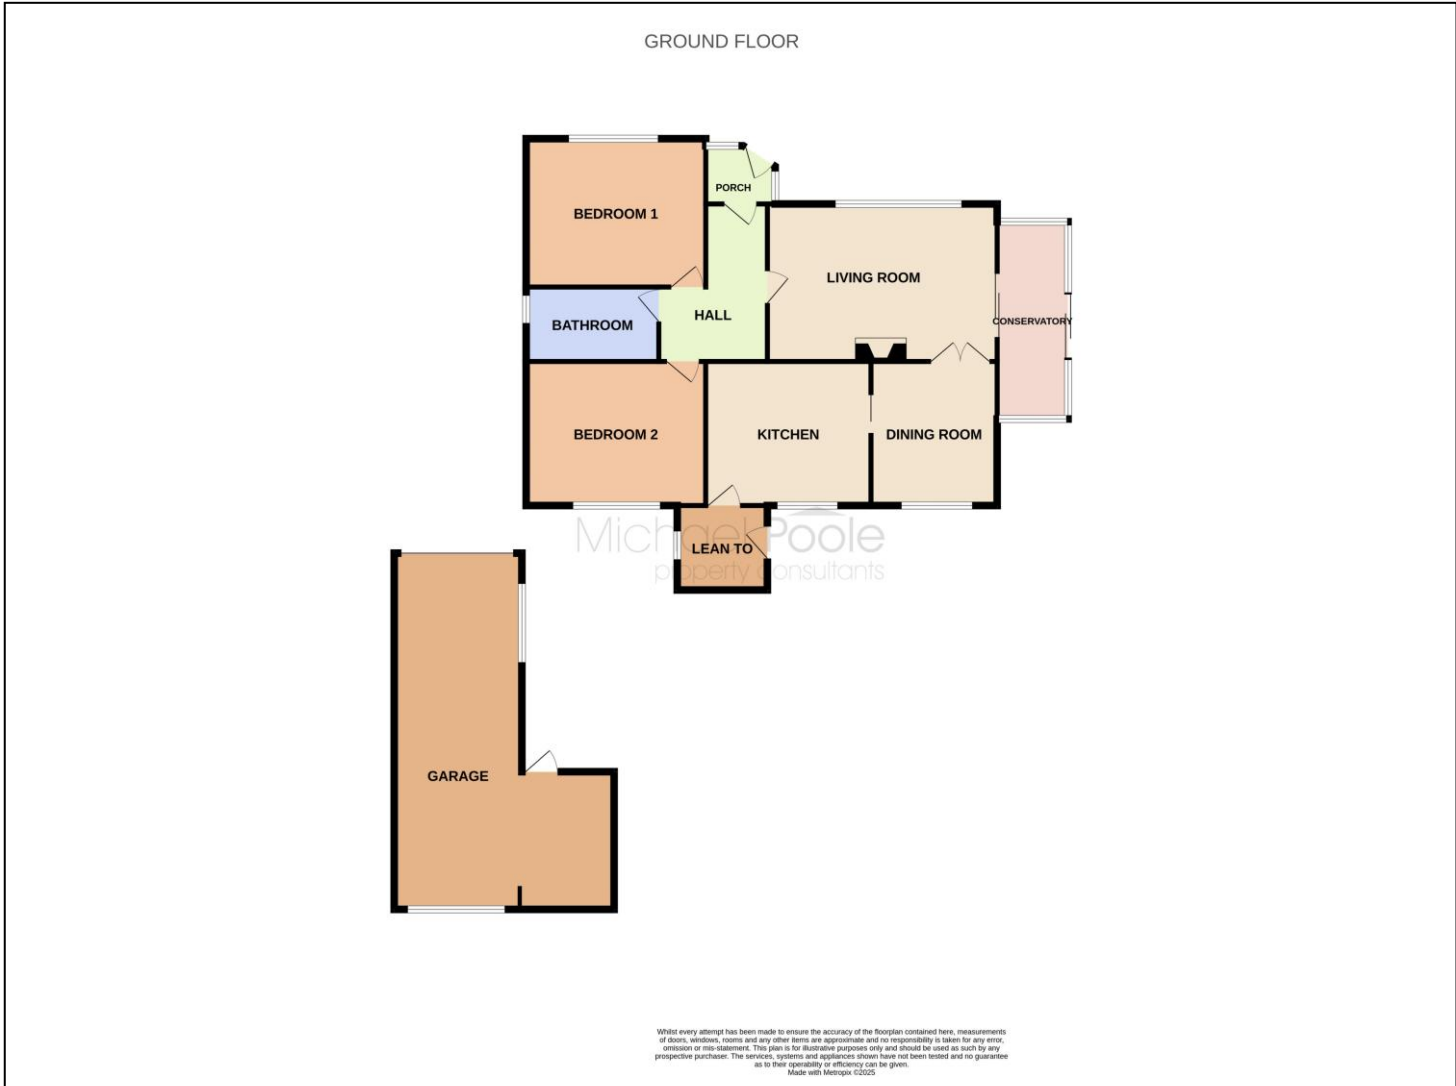 GROUND FLOOR
BEDROOM 1
PORCH
LIVING ROOM
HALL
BATHROOM
CONSERVATORY
BEDROOM 2
KITCHEN
DINING ROOM
Michael Poole
property consultants
LEAN TO
GARAGE
Whilst every attempt has been made to ensure the accuracy of the floorplan contained here, measurements
of doors, windows, rooms and any other items are approximate and no responsibility is taken for any error,
omission or mis-statement. This plan is for illustrative purposes only and should be used as such by any
prospective purchaser. The services, systems and appliances shown have not been tested and no guarantee
as to their operability or efficiency can be given.
Made with Metropix ©2025